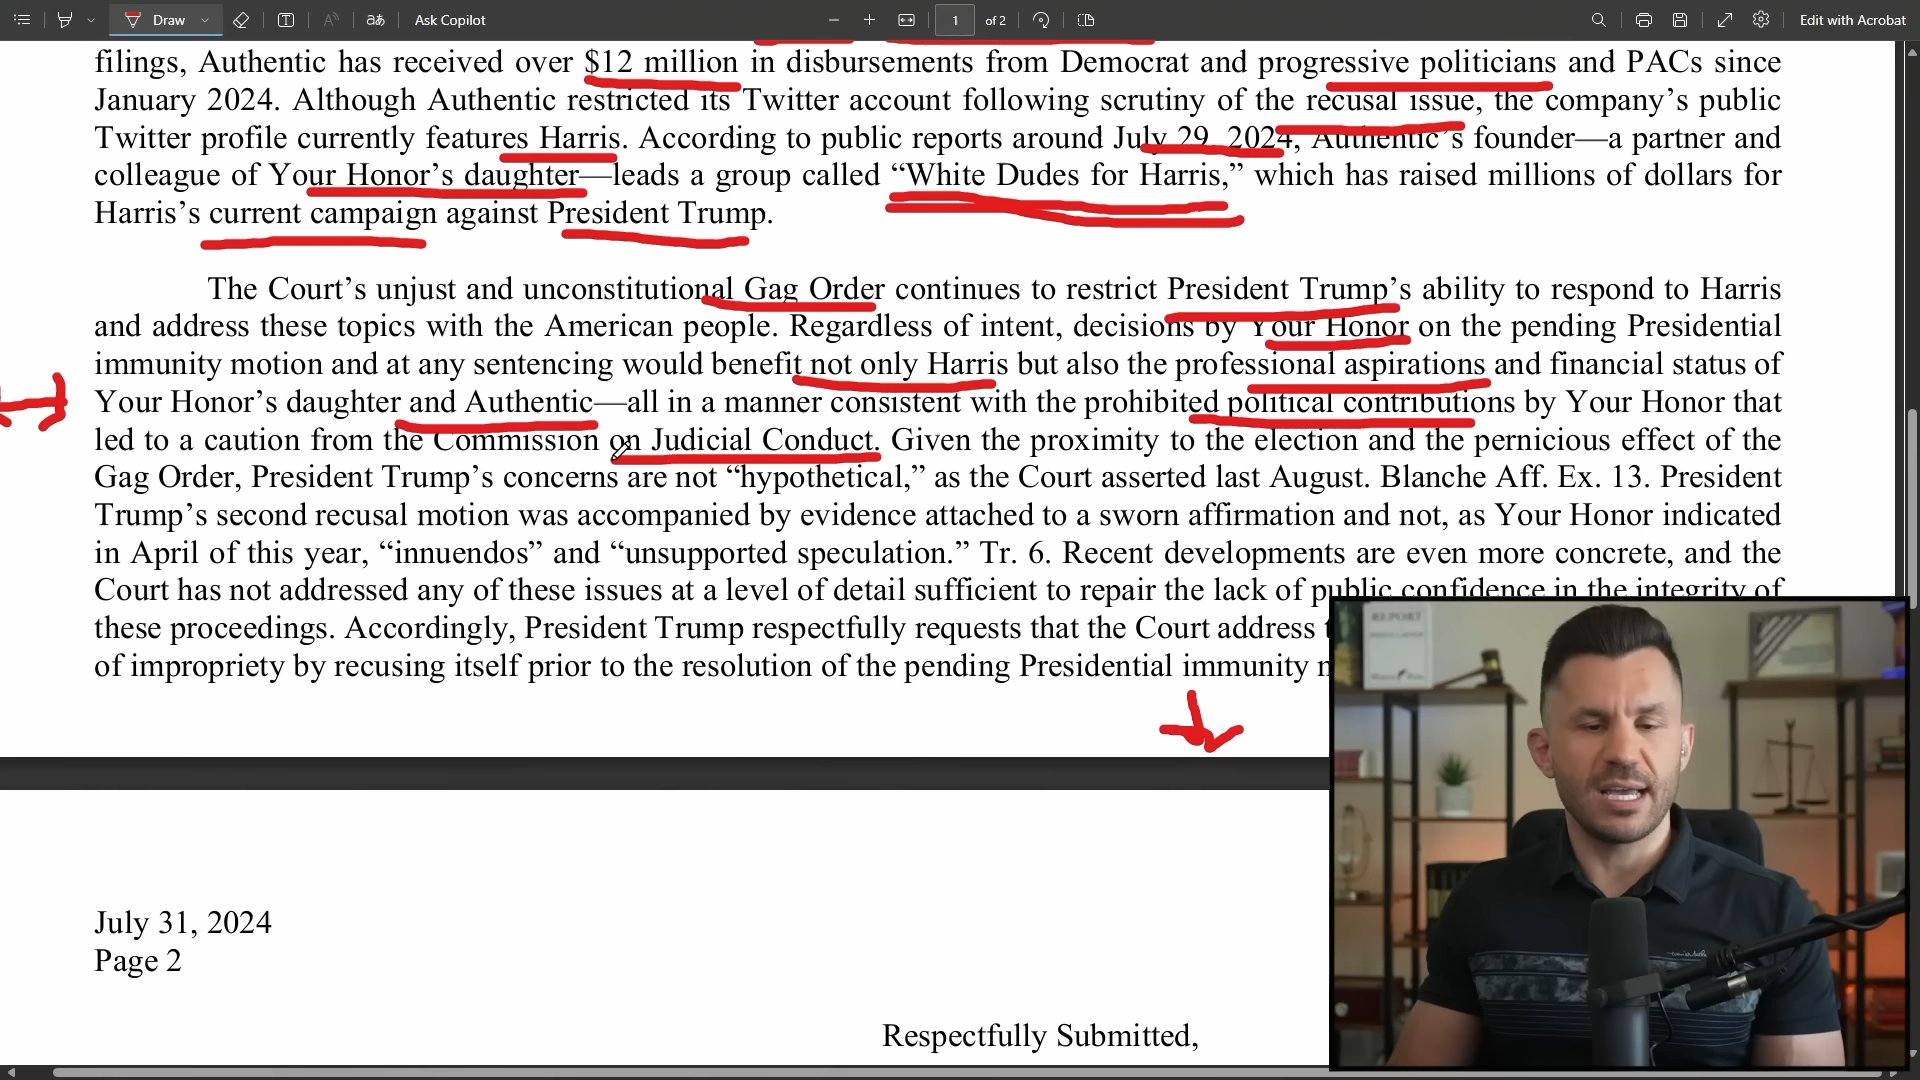 Draw
Ask Copilot
1
of 2
Edit with Acrobat
filings, Authentic has received over $12 million in disbursements from Democrat and progressive politicians and PACs since
January 2024. Although Authentic restricted its Twitter account following scrutiny of the recusal issue, the company’s public
Twitter profile currently features Harris. According to public reports around July 29, 2024, Authentic’s founder—a partner and
colleague of Your Honor’s daughter—leads a group called “White Dudes for Harris,” which has raised millions of dollars for
Harris’s current campaign against President Trump.
The Court’s unjust and unconstitutional Gag Order continues to restrict President Trump’s ability to respond to Harris
and address these topics with the American people. Regardless of intent, decisions by Your Honor on the pending Presidential
immunity motion and at any sentencing would benefit not only Harris but also the professional aspirations and financial status of
Your Honor’s daughter and Authentic—all in a manner consistent with the prohibited political contributions by Your Honor that
led to a caution from the Commission on Judicial Conduct. Given the proximity to the election and the pernicious effect of the
Gag Order, President Trump’s concerns are not “hypothetical,” as the Court asserted last August. Blanche Aff. Ex. 13. President
Trump’s second recusal motion was accompanied by evidence attached to a sworn affirmation and not, as Your Honor indicated
in April of this year, “innuendos” and “unsupported speculation.” Tr. 6. Recent developments are even more concrete, and the
Court has not addressed any of these issues at a level of detail sufficient to repair the lack of public confidence in the integrity of
these proceedings. Accordingly, President Trump respectfully requests that the Court address
of impropriety by recusing itself prior to the resolution of the pending Presidential immunity
REPORT
July 31, 2024
Page 2
Respectfully Submitted,